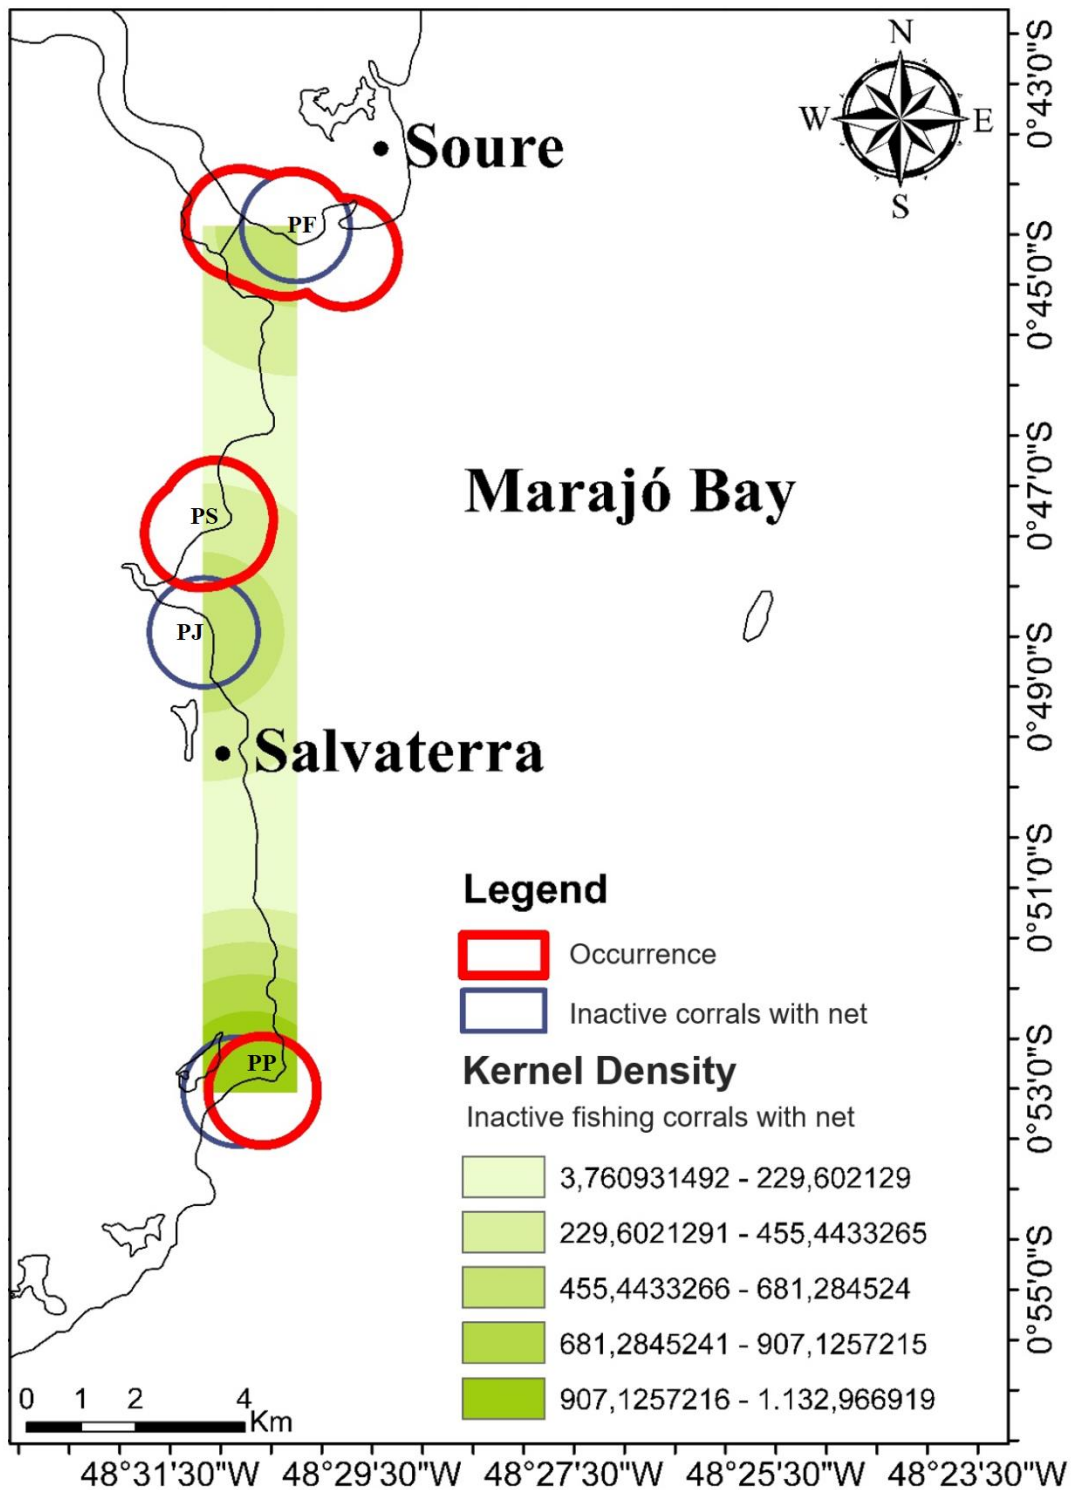 N
W E
S
Soure
PF
PS
Marajó Bay
PJ
Salvaterra
PP
Legend
Occurrence
Inactive corrals with net
Kernel Density
Inactive fishing corrals with net
3,760931492 - 229,602129
229,6021291 - 455,4433265
455,4433266 - 681,284524
681,2845241 - 907,1257215
907,1257216 - 1.132,966919
0 1 2 4
Km
0°43'0"S
0°45'0"S
0°47'0"S
0°49'0"S
0°51'0"S
0°53'0"S
0°55'0"S
48°31'30"W 48°29'30"W 48°27'30"W 48°25'30"W 48°23'30"W